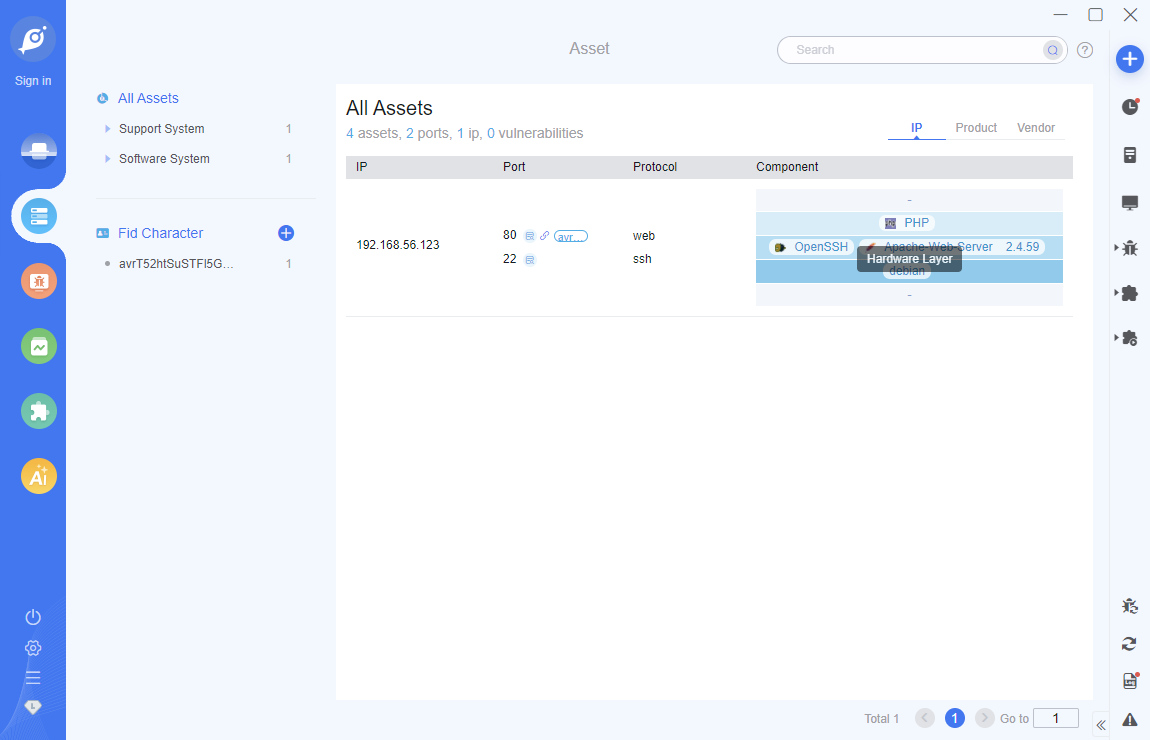 Sign in
Asset
Search
All Assets
Support System 1
Software System 1
Fid Character
avrT52htSuSTFI5G... 1
All Assets
4 assets, 2 ports, 1 ip, 0 vulnerabilities
IP Product Vendor
IP Port Protocol Component
-
PHP
192.168.56.123
80 avr... web
OpenSSH Apache-Web-Server 2.4.59
22 ssh
Hardware Layer
debian
-
Ai
L
Total 1 1 Go to 1
LOG